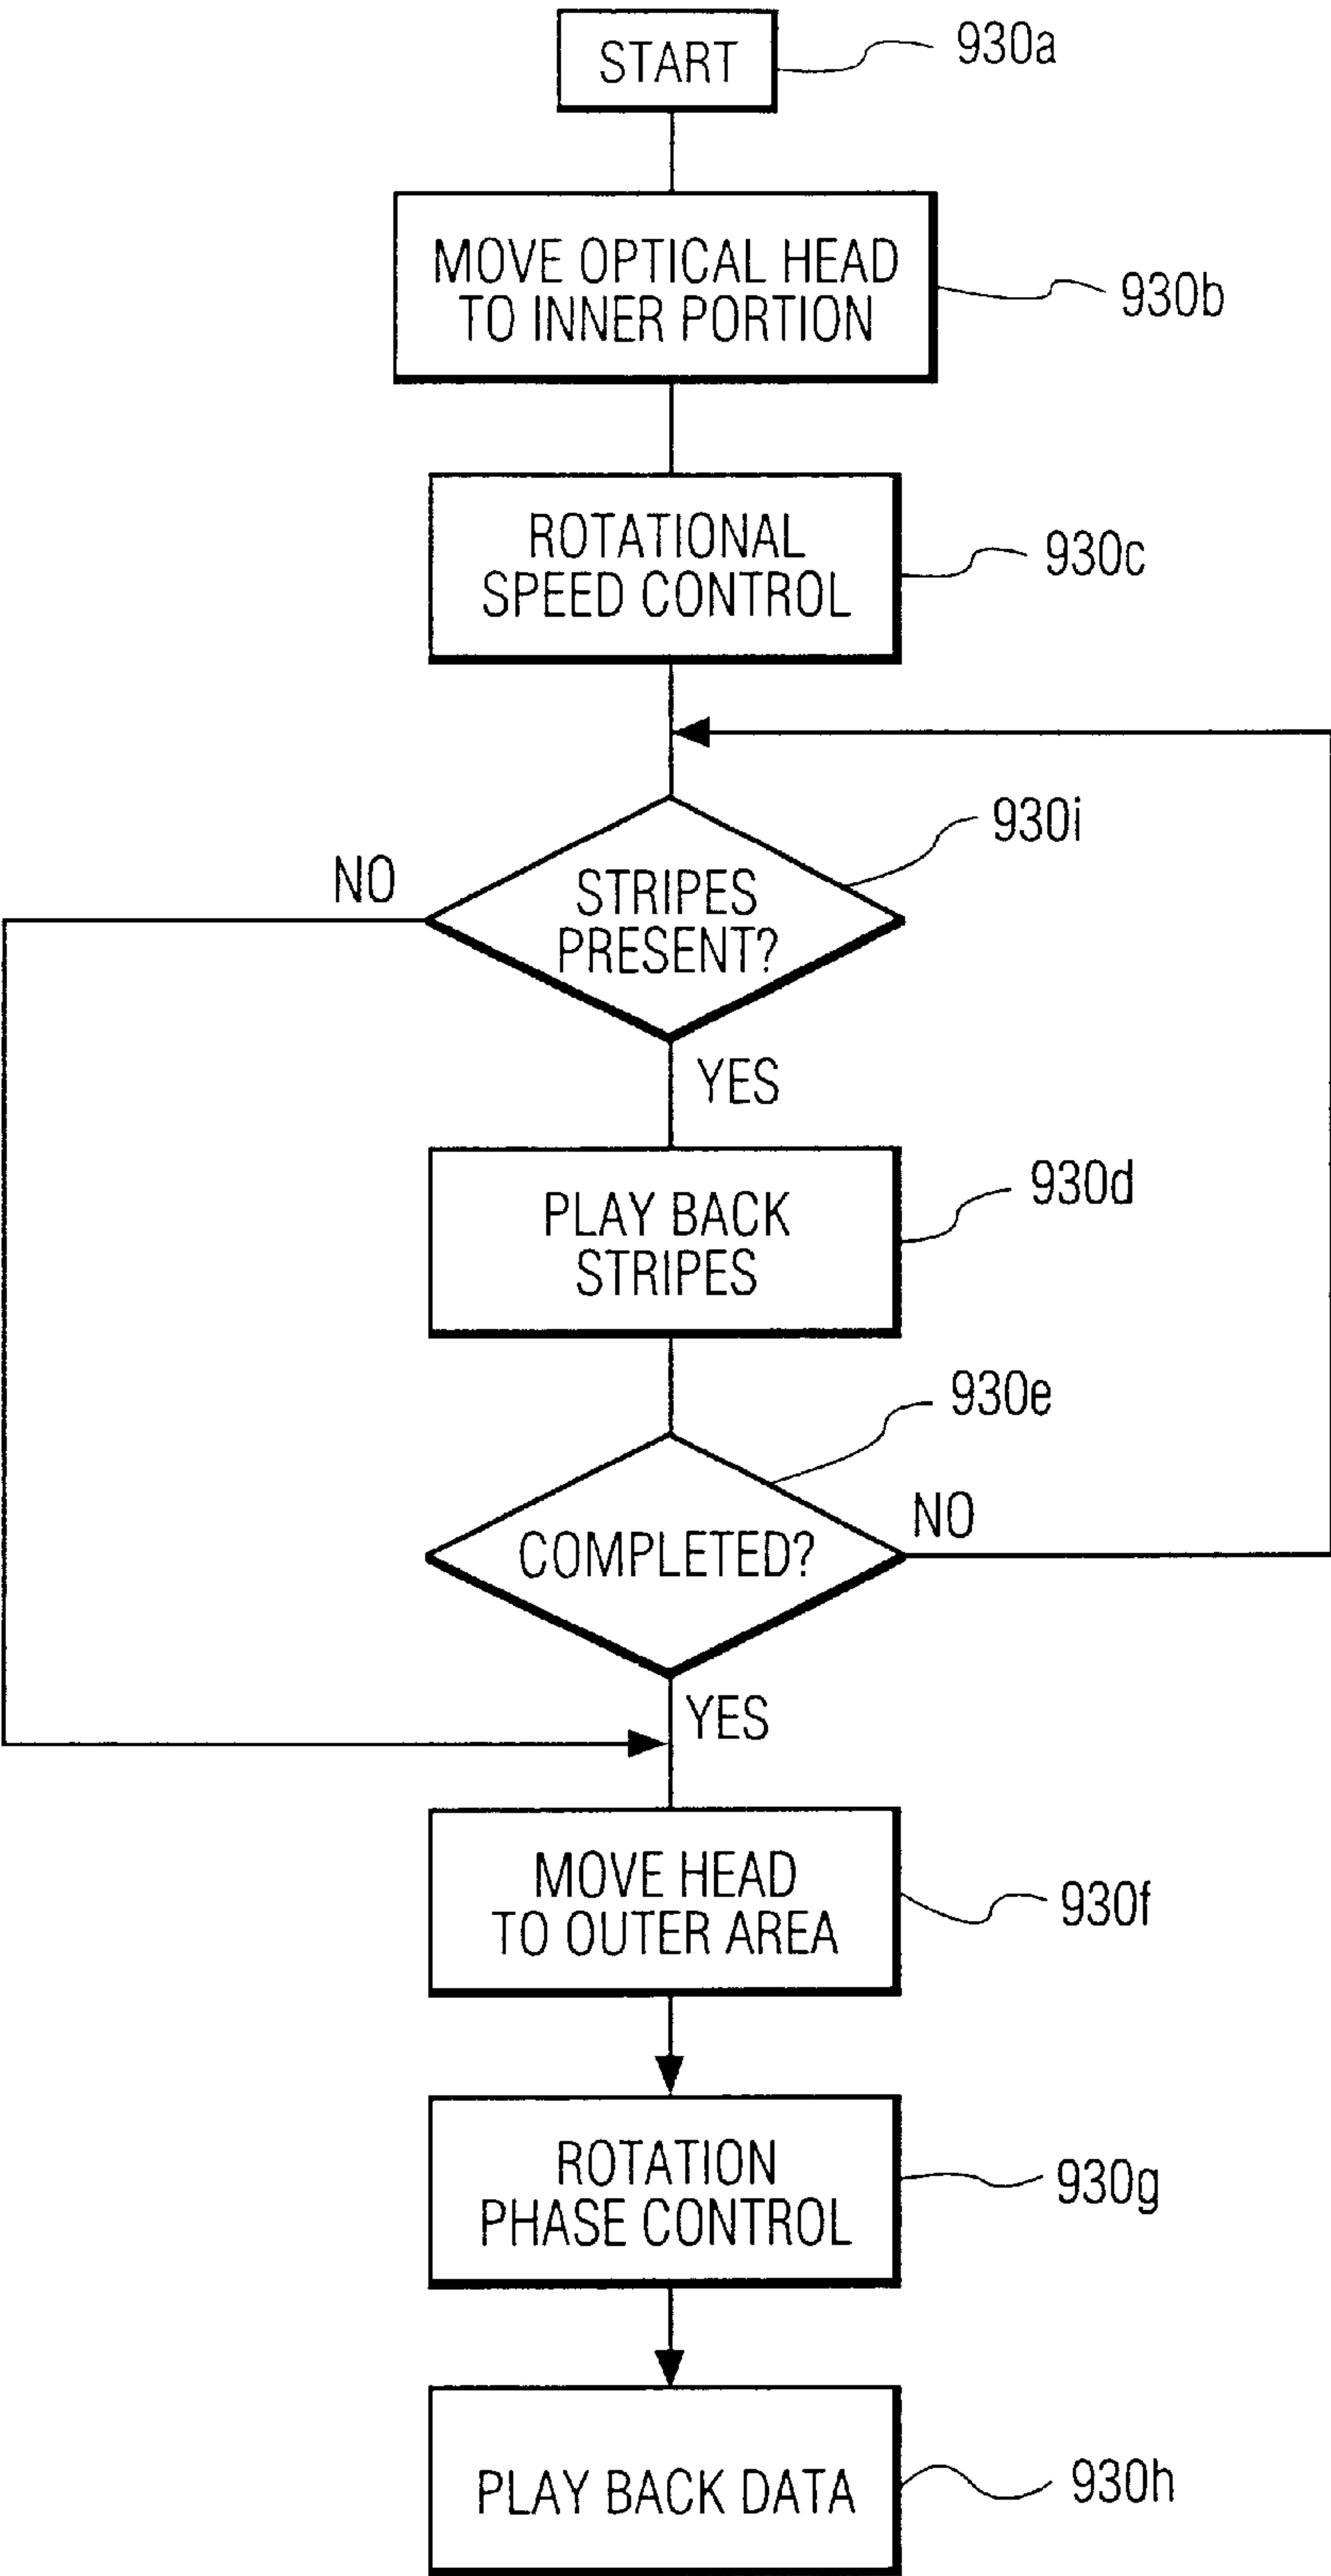 START
930a
MOVE OPTICAL HEAD
TO INNER PORTION
930b
ROTATIONAL
SPEED CONTROL
930c
930i
NO
STRIPES
PRESENT?
YES
PLAY BACK
STRIPES
930d
930e
NO
COMPLETED?
YES
MOVE HEAD
TO OUTER AREA
930f
ROTATION
PHASE CONTROL
930g
PLAY BACK DATA
930h